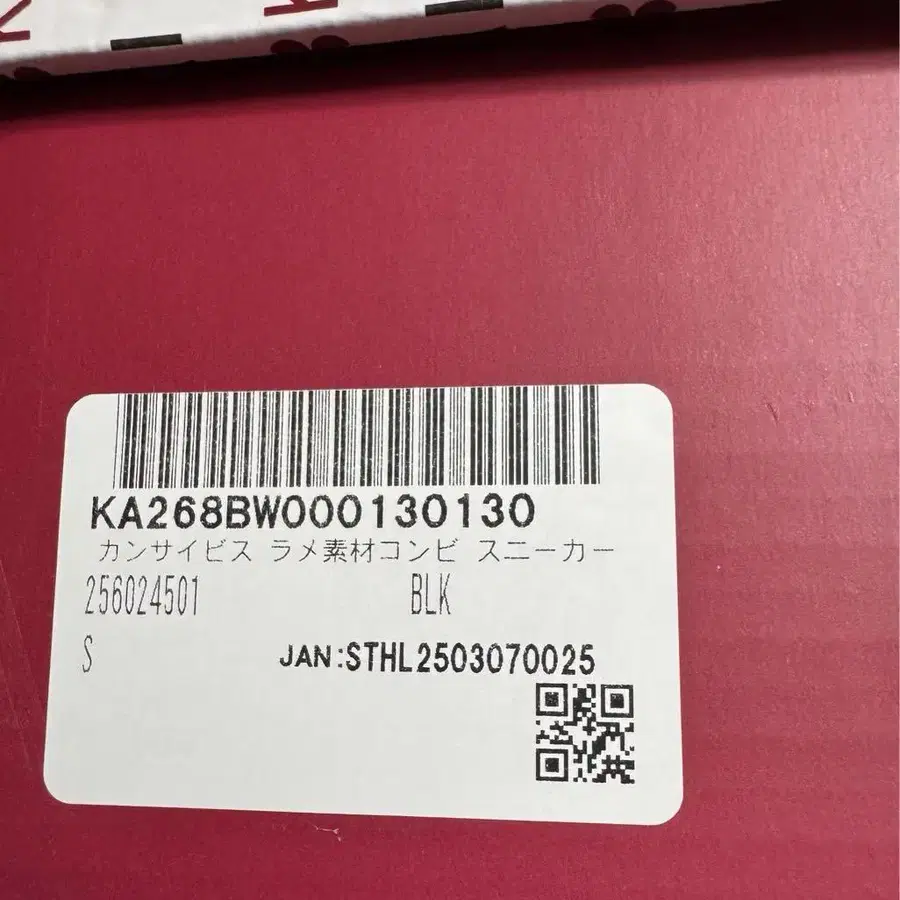 KA268BW000130130
カンサイビス ラメ素材コンビ スニーカー
256024501 BLK
S JAN:STHL2503070025